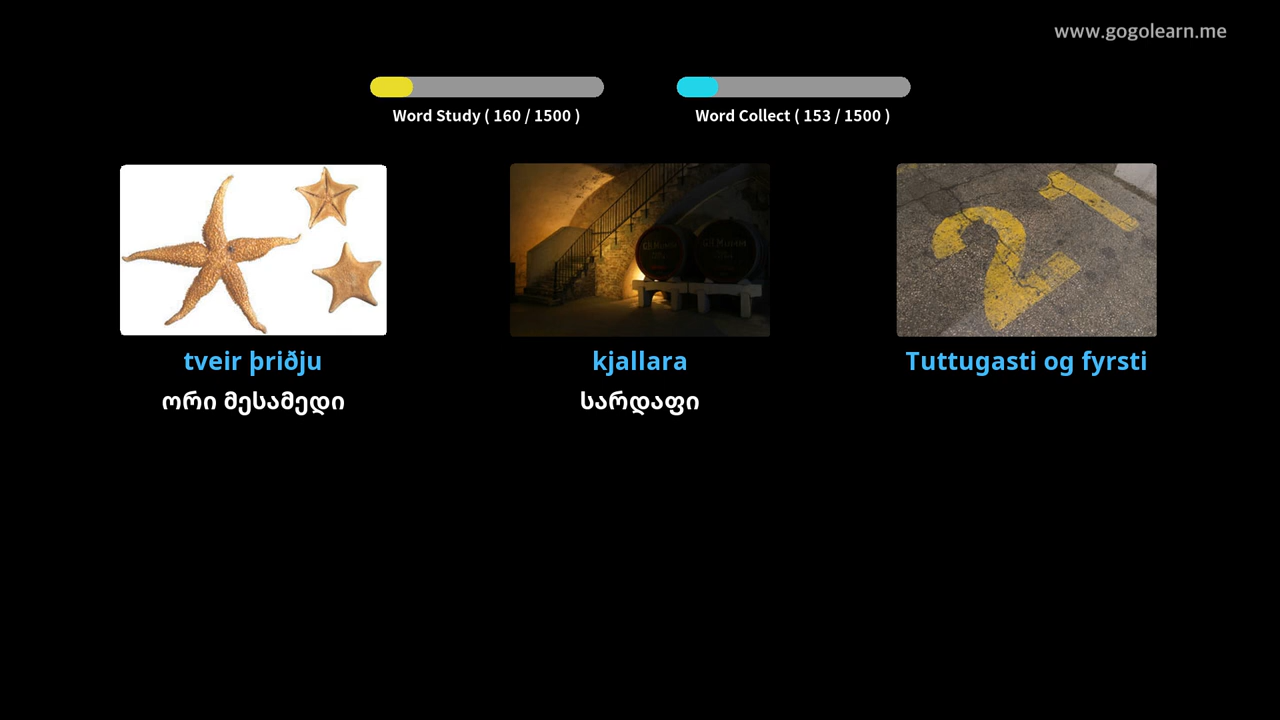 www.gogolearn.me
Word Study ( 160 / 1500 )
Word Collect ( 153 / 1500 )
21
tveir þriðju
kjallara
Tuttugasti og fyrsti
ორი მესამედი
სარდაფი